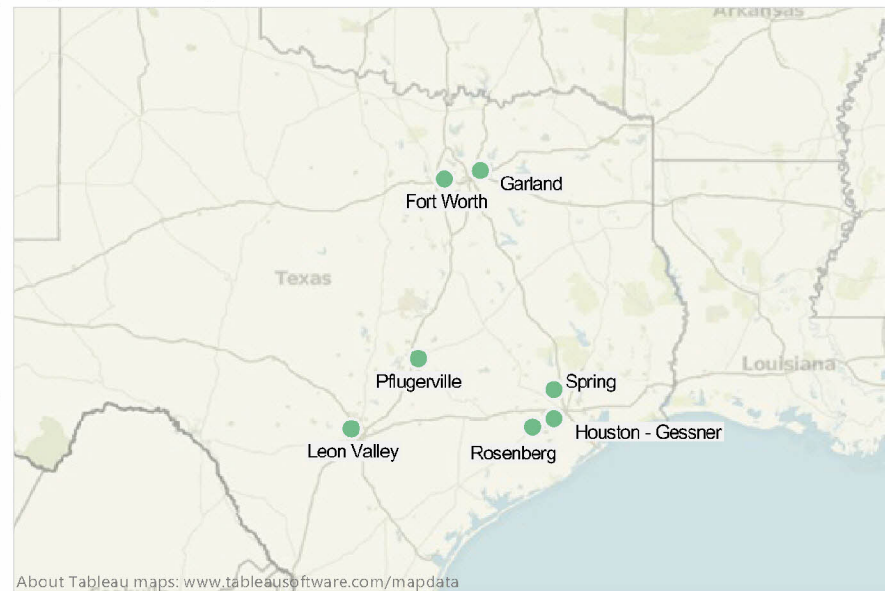 Arkansas
Garland
Fort Worth
Texas
Pflugerville
Spring
Louisiana
Houston - Gessner
Leon Valley
Rosenberg
About Tableau maps: www.tableausoftware.com/mapdata